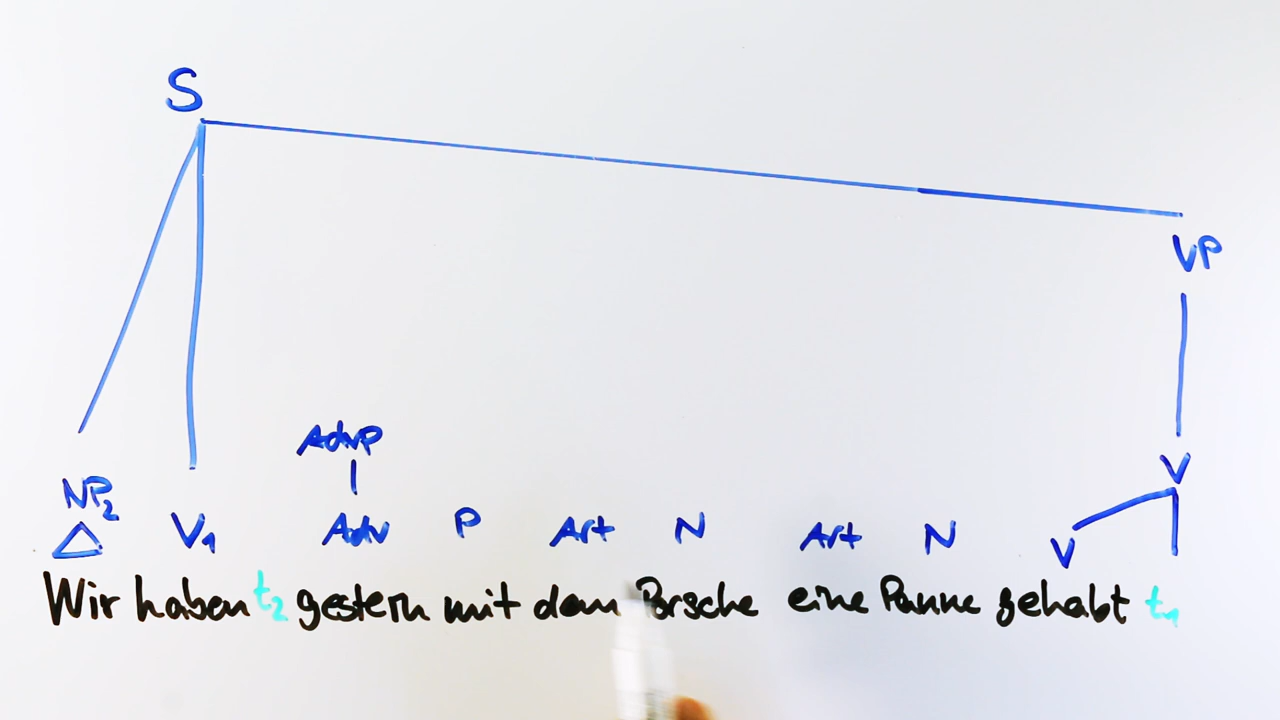 S
VP
AdvP
V
NP₂
V₁ Adv P Art N Art N V
Wir haben t₂ gestern mit dem Porsche eine Panne gehabt t₁